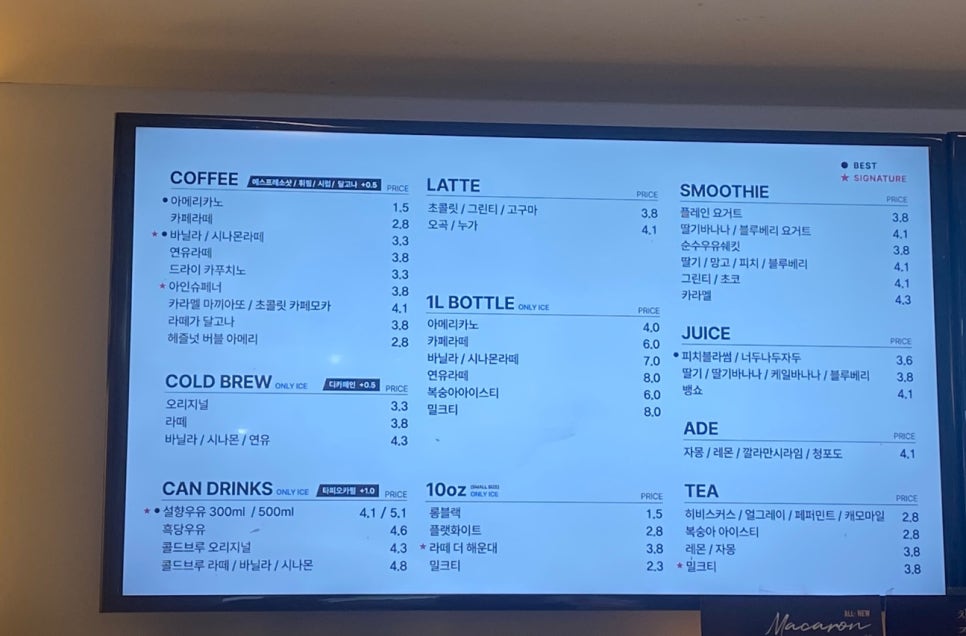 ● BEST
★ SIGNATURE
COFFEE 에스프레소샷 / 휘핑 / 시럽 / 달고나 +0.5 PRICE
● 아메리카노 1.5
카페라떼 2.8
★ ● 바닐라 / 시나몬라떼 3.3
연유라떼 3.8
드라이 카푸치노 3.3
★ 아인슈페너 3.8
카라멜 마끼아또 / 초콜릿 카페모카 4.1
라떼가 달고나 3.8
헤즐넛 버블 아메리 2.8
COLD BREW ONLY ICE 디카페인 +0.5 PRICE
오리지널 3.3
라떼 3.8
바닐라 / 시나몬 / 연유 4.3
CAN DRINKS ONLY ICE 타피오카펄 +1.0 PRICE
★ ● 설향우유 300ml / 500ml 4.1 / 5.1
흑당우유 4.6
콜드브루 오리지널 4.3
콜드브루 라떼 / 바닐라 / 시나몬 4.8
LATTE PRICE
초콜릿 / 그린티 / 고구마 3.8
오곡 / 누가 4.1
1L BOTTLE ONLY ICE PRICE
아메리카노 4.0
카페라떼 6.0
바닐라 / 시나몬라떼 7.0
연유라떼 8.0
복숭아아이스티 6.0
밀크티 8.0
10oz (SMALL SIZE) ONLY ICE PRICE
롱블랙 1.5
플랫화이트 2.8
★ 라떼 더 해운대 3.8
밀크티 2.3
SMOOTHIE PRICE
플레인 요거트 3.8
딸기바나나 / 블루베리 요거트 4.1
순수우유쉐킷 3.8
딸기 / 망고 / 피치 / 블루베리 4.1
그린티 / 초코 4.1
카라멜 4.3
JUICE PRICE
● 피치블라썸 / 너두나두자두 3.6
딸기 / 딸기바나나 / 케일바나나 / 블루베리 3.8
뱅쇼 4.1
ADE PRICE
자몽 / 레몬 / 깔라만시라임 / 청포도 4.1
TEA PRICE
히비스커스 / 얼그레이 / 페퍼민트 / 캐모마일 2.8
복숭아 아이스티 2.8
레몬 / 자몽 3.8
★ 밀크티 3.8
ALL-NEW
Macaron